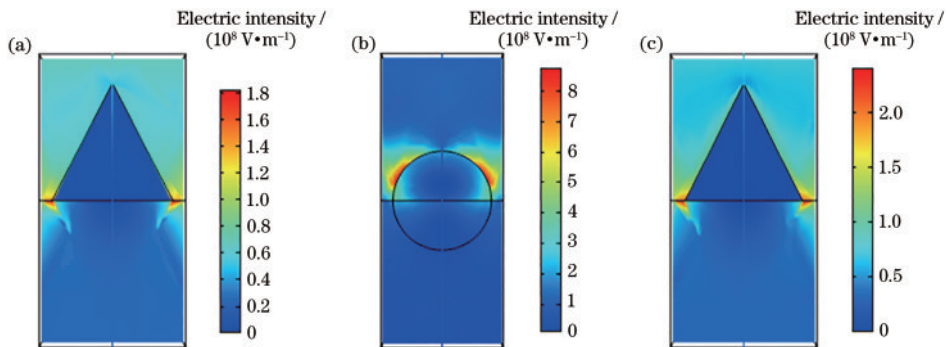 Electric intensity /
(10⁸ V•m⁻¹)
(a)
1.8
1.6
1.4
1.2
1.0
0.8
0.6
0.4
0.2
0
Electric intensity /
(10⁸ V•m⁻¹)
(b)
8
7
6
5
4
3
2
1
0
Electric intensity /
(10⁸ V•m⁻¹)
(c)
2.0
1.5
1.0
0.5
0